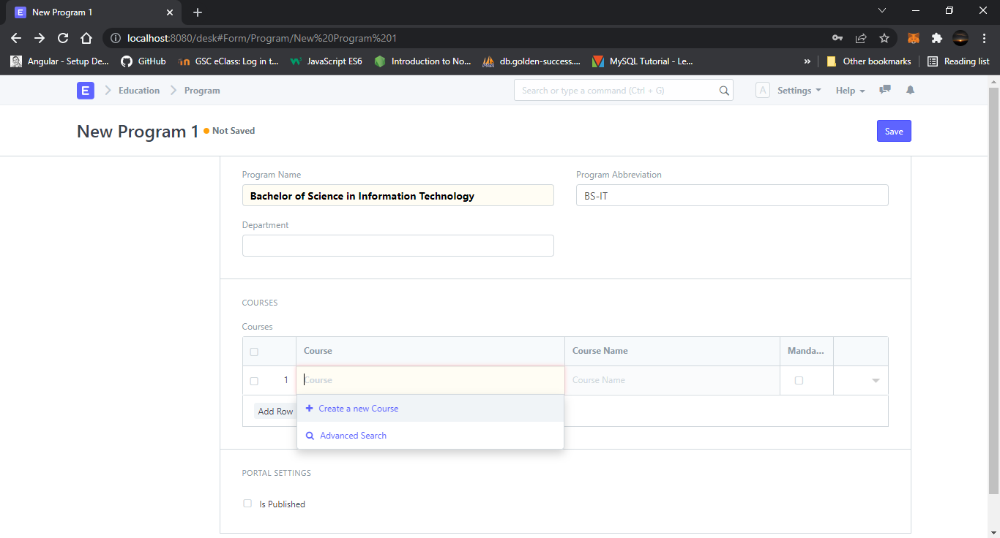 E New Program 1
localhost:8080/desk#Form/Program/New%20Program%201
Angular - Setup De... GitHub GSC eClass: Log in t... JavaScript ES6 Introduction to No... db.golden-success.... MySQL Tutorial - Le... » Other bookmarks Reading list
E Education Program Search or type a command (Ctrl + G) A Settings Help
New Program 1 Not Saved Save
Program Name Program Abbreviation
Bachelor of Science in Information Technology BS-IT
Department
COURSES
Courses
Course Course Name Manda...
1 Course Course Name
Add Row + Create a new Course
Advanced Search
PORTAL SETTINGS
Is Published